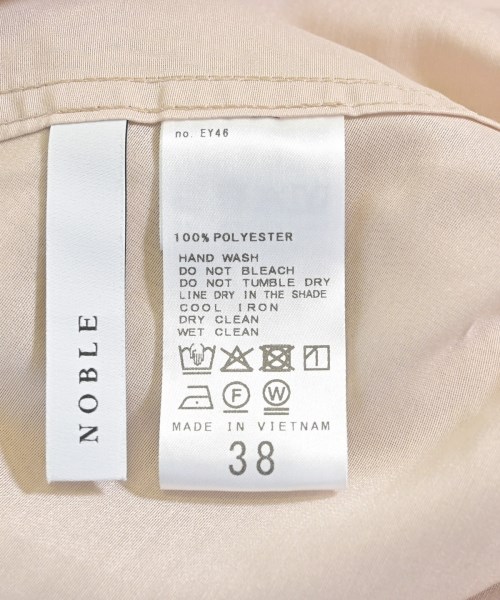 NOBLE
no. EY46
100% POLYESTER
HAND WASH
DO NOT BLEACH
DO NOT TUMBLE DRY
LINE DRY IN THE SHADE
COOL IRON
DRY CLEAN
WET CLEAN
F W
MADE IN VIETNAM
38